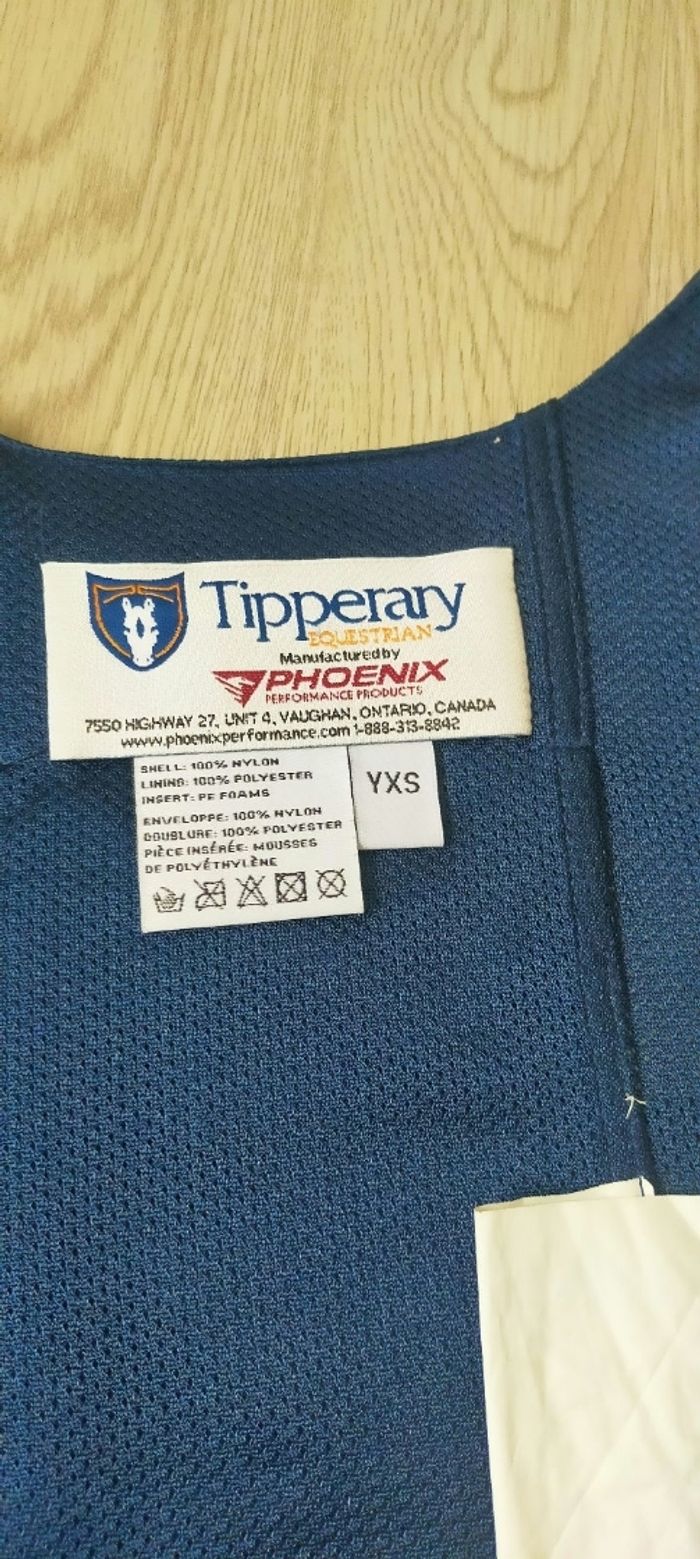 Tipperary
EQUESTRIAN
Manufactured by
PHOENIX
PERFORMANCE PRODUCTS
7550 HIGHWAY 27, UNIT 4, VAUGHAN, ONTARIO, CANADA
www.phoenixperformance.com 1-888-313-8842
SHELL: 100% NYLON
LINING: 100% POLYESTER
INSERT: PE FOAMS
ENVELOPPE: 100% NYLON
DOUBLURE: 100% POLYESTER
PIÈCE INSÉRÉE: MOUSSES
DE POLYÉTHYLÈNE
YXS